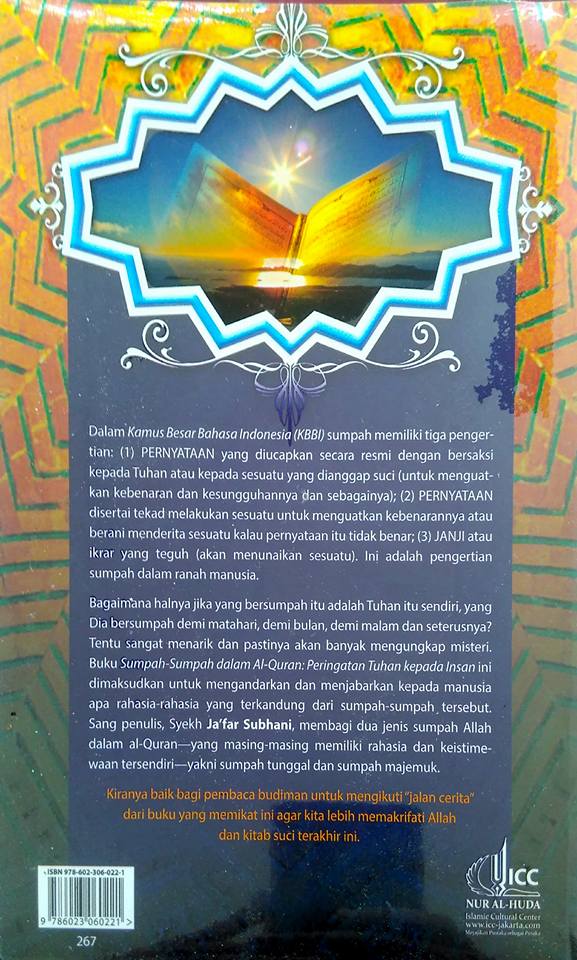 Dalam Kamus Besar Bahasa Indonesia (KBBI) sumpah memiliki tiga penger-
tian: (1) PERNYATAAN yang diucapkan secara resmi dengan bersaksi
kepada Tuhan atau kepada sesuatu yang dianggap suci (untuk menguat-
kan kebenaran dan kesungguhannya dan sebagainya); (2) PERNYATAAN
disertai tekad melakukan sesuatu untuk menguatkan kebenarannya atau
berani menderita sesuatu kalau pernyataan itu tidak benar; (3) JANJI atau
ikrar yang teguh (akan menunaikan sesuatu). Ini adalah pengertian
sumpah dalam ranah manusia.
Bagaimana halnya jika yang bersumpah itu adalah Tuhan itu sendiri, yang
Dia bersumpah demi matahari, demi bulan, demi malam dan seterusnya?
Tentu sangat menarik dan pastinya akan banyak mengungkap misteri.
Buku Sumpah-Sumpah dalam Al-Quran: Peringatan Tuhan kepada Insan ini
dimaksudkan untuk mengandarkan dan menjabarkan kepada manusia
apa rahasia-rahasia yang terkandung dari sumpah-sumpah tersebut.
Sang penulis, Syekh Ja'far Subhani, membagi dua jenis sumpah Allah
dalam al-Quran—yang masing-masing memiliki rahasia dan keistime-
waan tersendiri—yakni sumpah tunggal dan sumpah majemuk.
Kiranya baik bagi pembaca budiman untuk mengikuti "jalan cerita"
dari buku yang memikat ini agar kita lebih memakrifati Allah
dan kitab suci terakhir ini.
ISBN 978-602-306-022-1
9 786023 060221>
267
ICC
NUR AL-HUDA
Islamic Cultural Center
www.icc-jakarta.com
Menjadikan Pustaka sebagai Pusaka